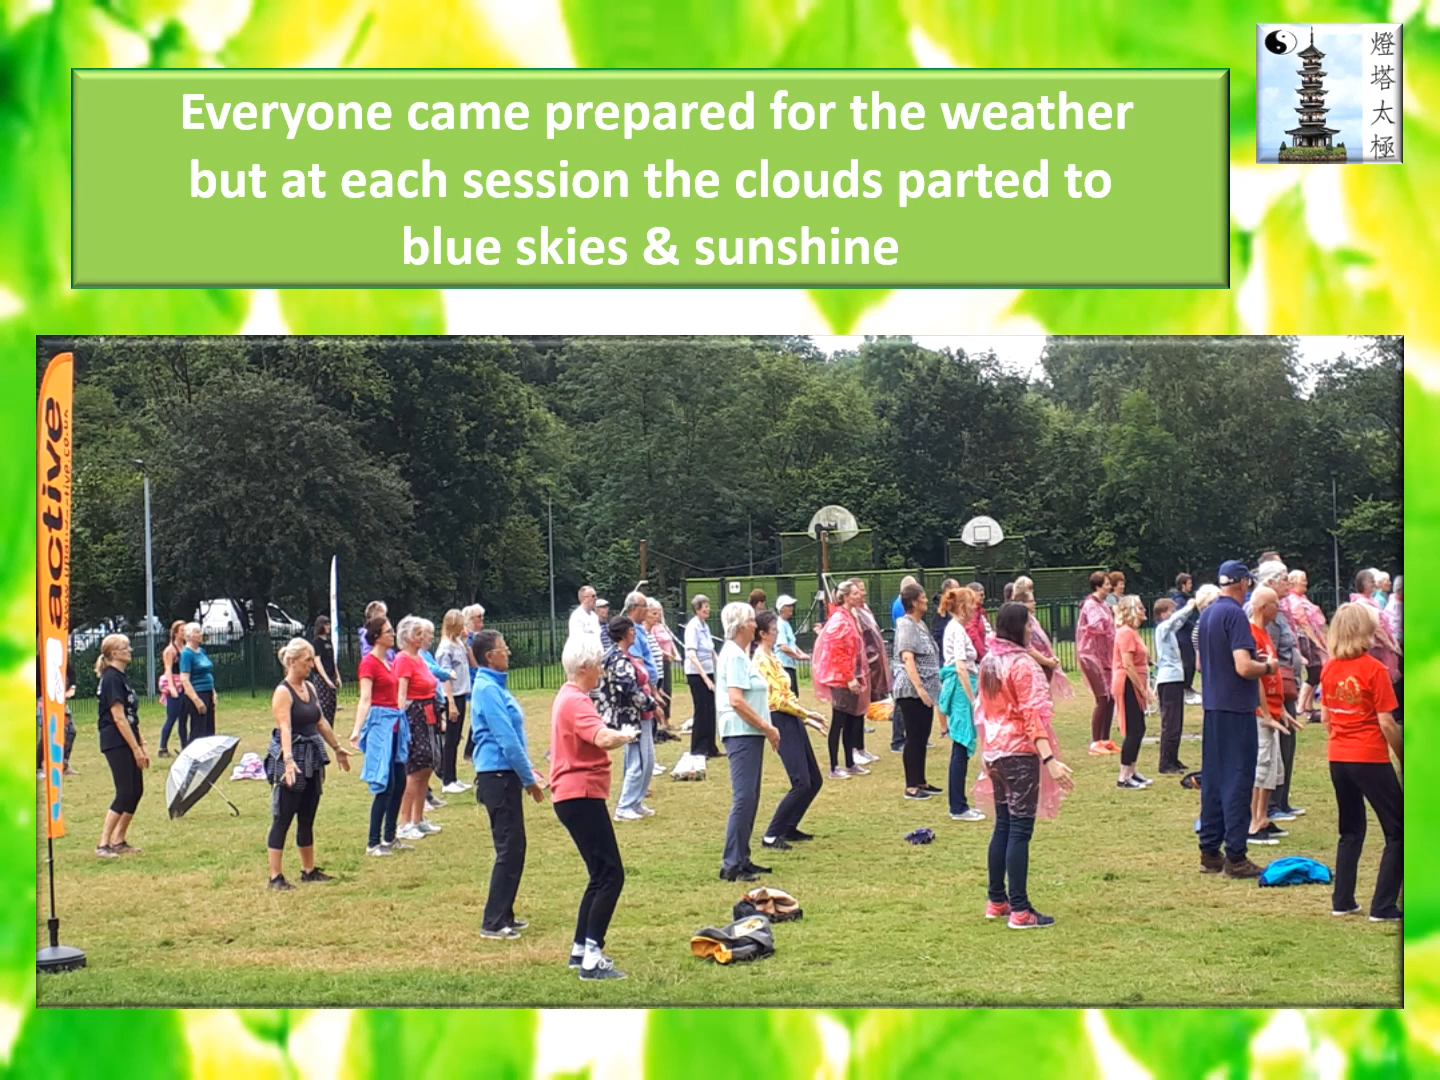 Everyone came prepared for the weather
but at each session the clouds parted to
blue skies & sunshine
燈
塔
太
極
active